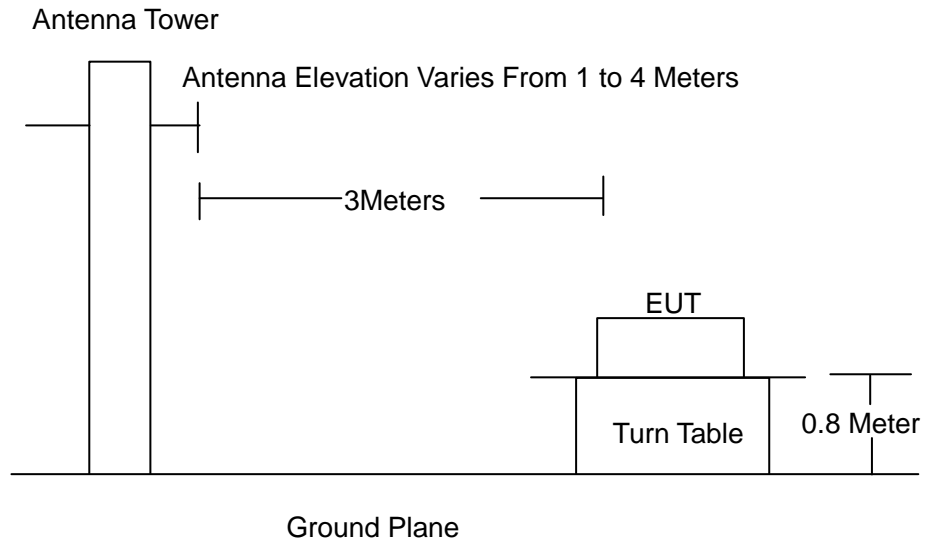 Antenna Tower
Antenna Elevation Varies From 1 to 4 Meters
3Meters
EUT
Turn Table
0.8 Meter
Ground Plane